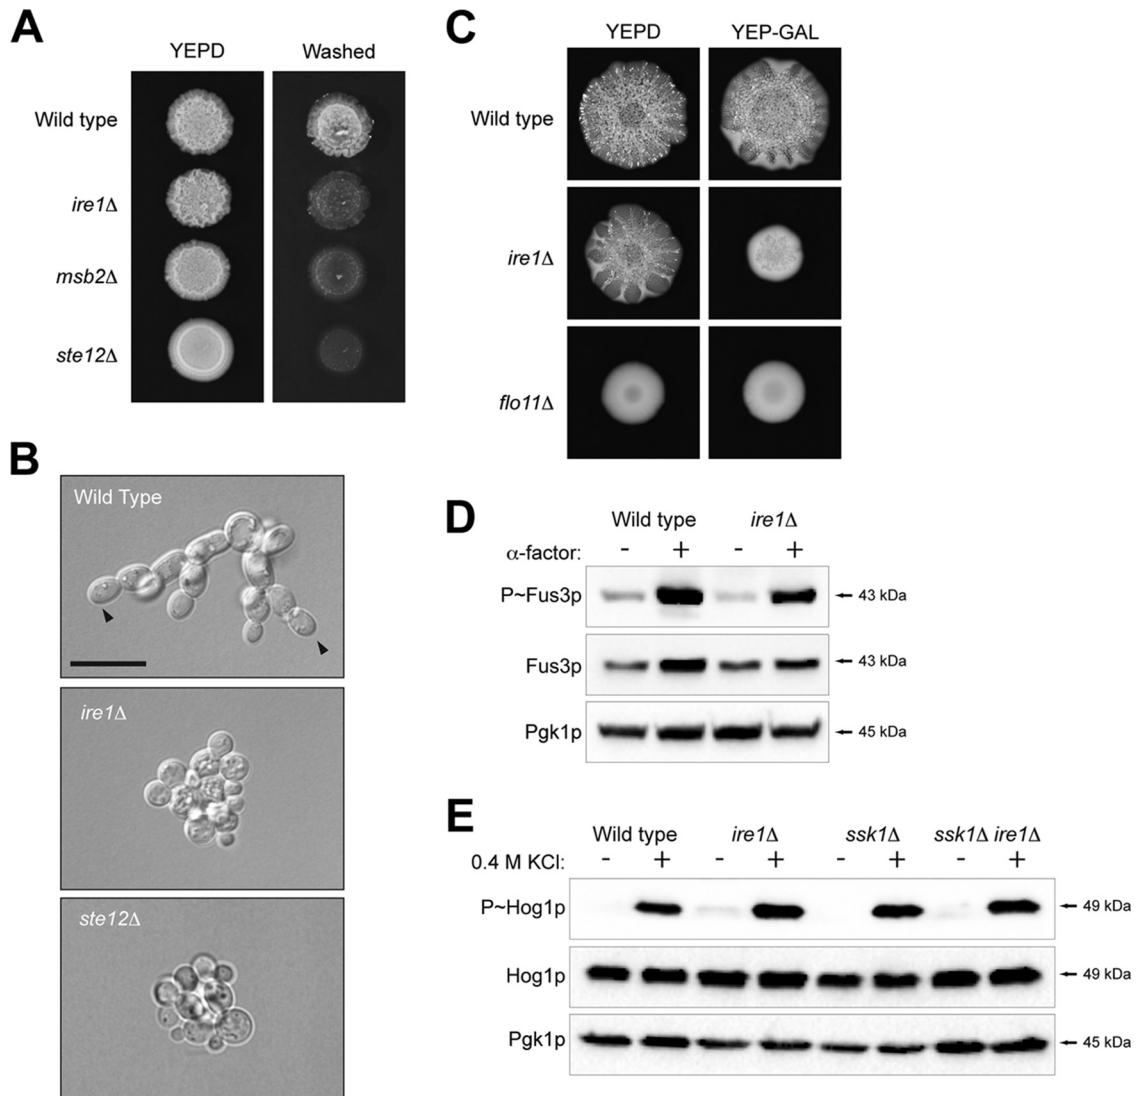 A
YEPD Washed
Wild type
ire1Δ
msb2Δ
ste12Δ
B
Wild Type
ire1Δ
ste12Δ
C
YEPD YEP-GAL
Wild type
ire1Δ
flo11Δ
D
Wild type ire1Δ
α-factor: - + - +
P~Fus3p 43 kDa
Fus3p 43 kDa
Pgk1p 45 kDa
E
Wild type ire1Δ ssk1Δ ssk1Δ ire1Δ
0.4 M KCl: - + - + - + - +
P~Hog1p 49 kDa
Hog1p 49 kDa
Pgk1p 45 kDa